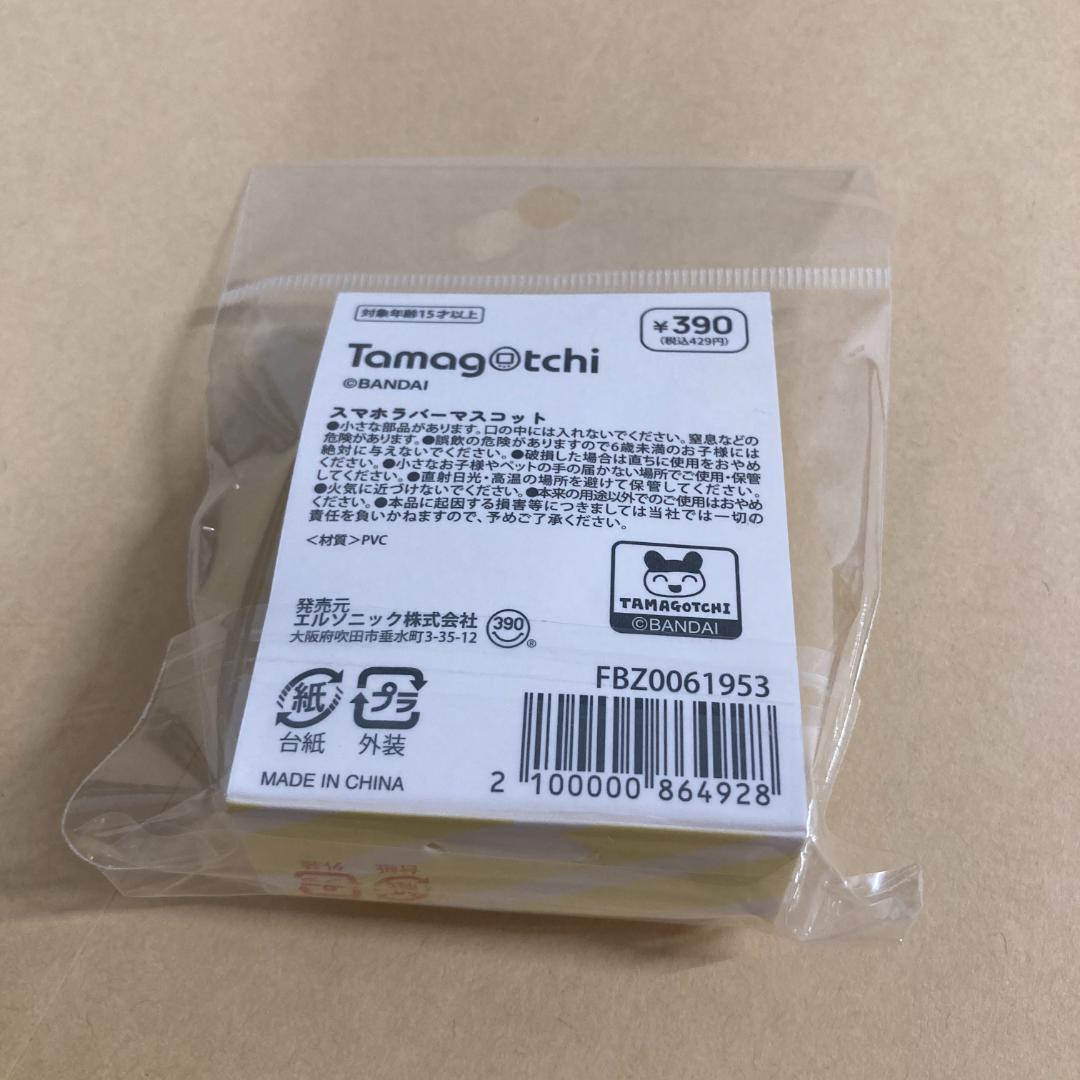 対象年齢15才以上
¥390
(税込429円)
Tamagotchi
©BANDAI
スマホラバーマスコット
●小さな部品があります。口の中には入れないでください。窒息などの
危険があります。●誤飲の危険がありますので6歳未満のお子様には
絶対に与えないでください。●破損した場合は直ちに使用をおやめ
ください。●小さなお子様やペットの手の届かない場所でご使用・保管
してください。●直射日光・高温の場所を避けて保管してください。
●火気に近づけないでください。●本来の用途以外でのご使用はおやめ
ください。●本品に起因する損害等につきましては当社では一切の
責任を負いかねますので、予めご了承ください。
<材質>PVC
TAMAGOTCHI
©BANDAI
発売元
エルソニック株式会社
大阪府吹田市垂水町3-35-12
390
®
紙
台紙
プラ
外装
FBZ0061953
2 100000 864928
MADE IN CHINA
外装
台紙
プラ
紙